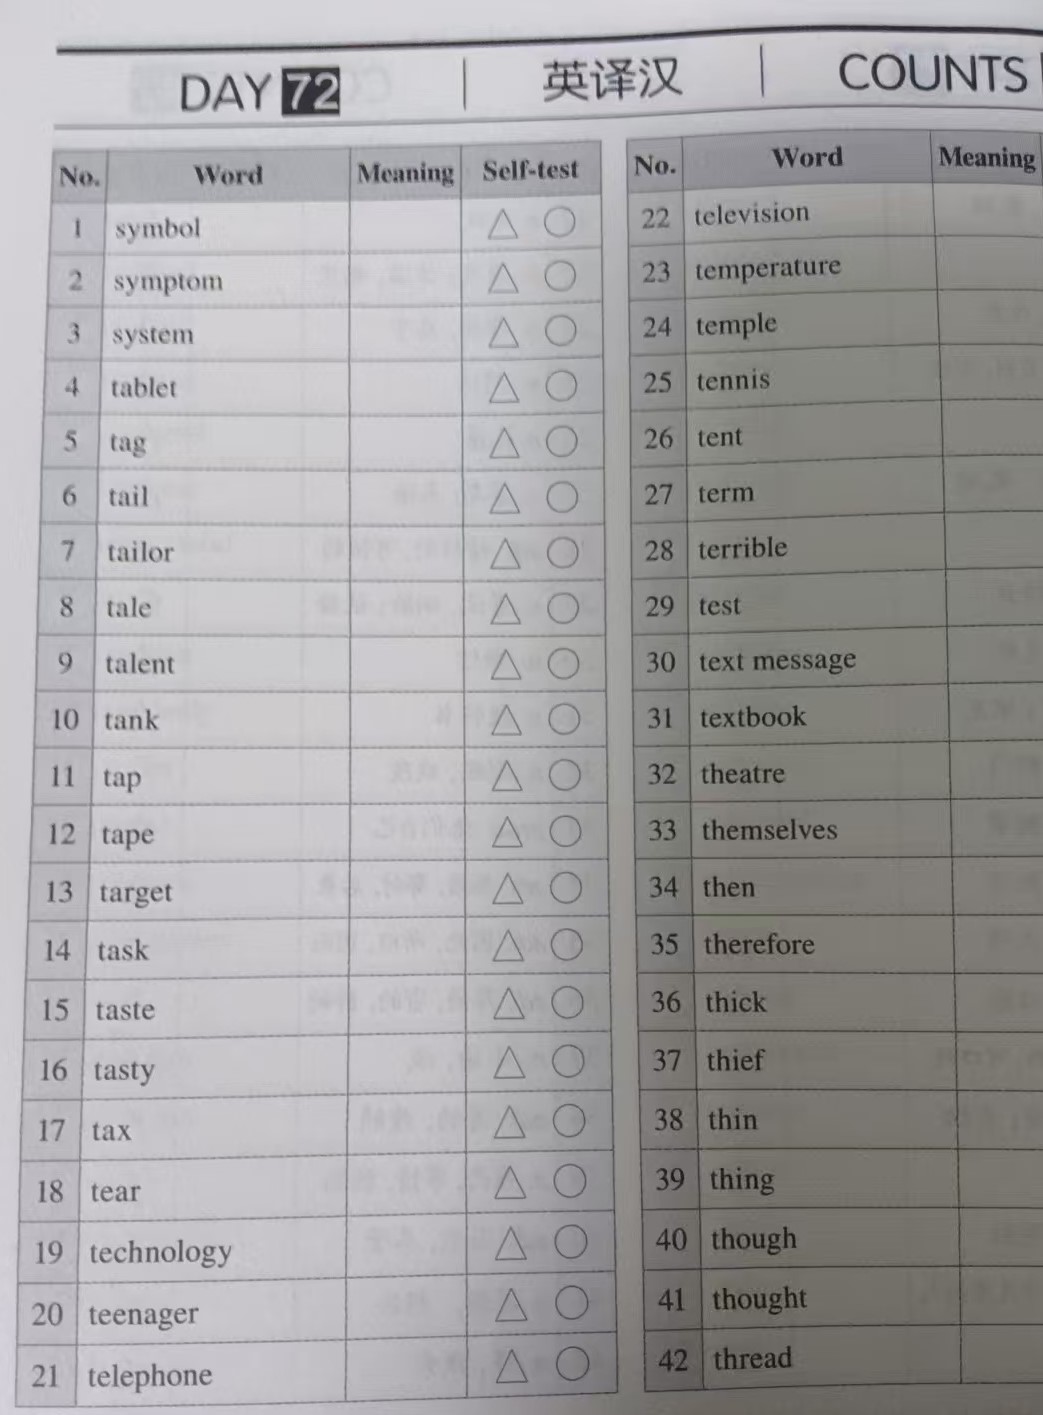 DAY 72
英译汉
COUNTS
No. Word Meaning Self-test
1 symbol
2 symptom
3 system
4 tablet
5 tag
6 tail
7 tailor
8 tale
9 talent
10 tank
11 tap
12 tape
13 target
14 task
15 taste
16 tasty
17 tax
18 tear
19 technology
20 teenager
21 telephone
No. Word Meaning
22 television
23 temperature
24 temple
25 tennis
26 tent
27 term
28 terrible
29 test
30 text message
31 textbook
32 theatre
33 themselves
34 then
35 therefore
36 thick
37 thief
38 thin
39 thing
40 though
41 thought
42 thread